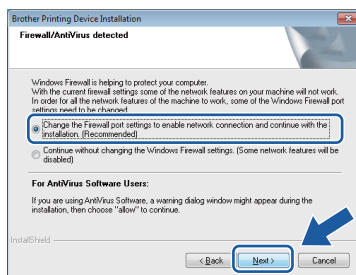 Brother Printing Device Installation
Firewall/AntiVirus detected
Windows Firewall is helping to protect your computer.
With the current firewall settings some of the network features on your machine will not work.
In order for all the network features of the machine to work, some of the Windows Firewall port
settings need to be changed.
Change the Firewall port settings to enable network connection and continue with the
installation. (Recommended)
Continue without changing the Windows Firewall settings. (Some network features will be
disabled)
For AntiVirus Software Users:
If you are using AntiVirus Software, a warning dialog window might appear during the
installation, then choose "allow" to continue.
InstallShield
< Back
Next >
Cancel